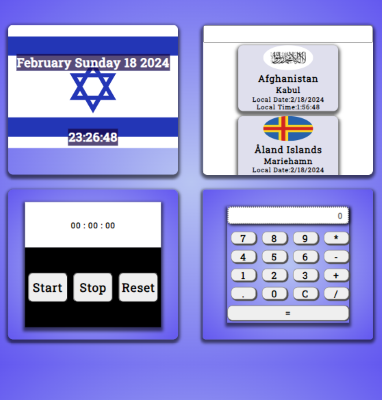 February Sunday 18 2024
23:26:48
Afghanistan
Kabul
Local Date:2/18/2024
Local Time:1:56:48
Åland Islands
Mariehamn
Local Date:2/18/2024
00 : 00 : 00
Start Stop Reset
0
7 8 9 *
4 5 6 -
1 2 3 +
. 0 C /
=